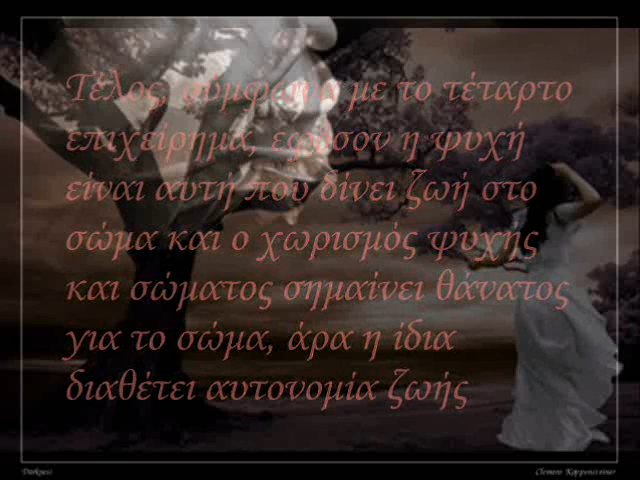 Τέλος, σύμφωνα με το τέταρτο
επιχείρημα, εφόσον η ψυχή
είναι αυτή που δίνει ζωή στο
σώμα και ο χωρισμός ψυχής
και σώματος σημαίνει θάνατος
για το σώμα, άρα η ίδια
διαθέτει αυτονομία ζωής
Darkness